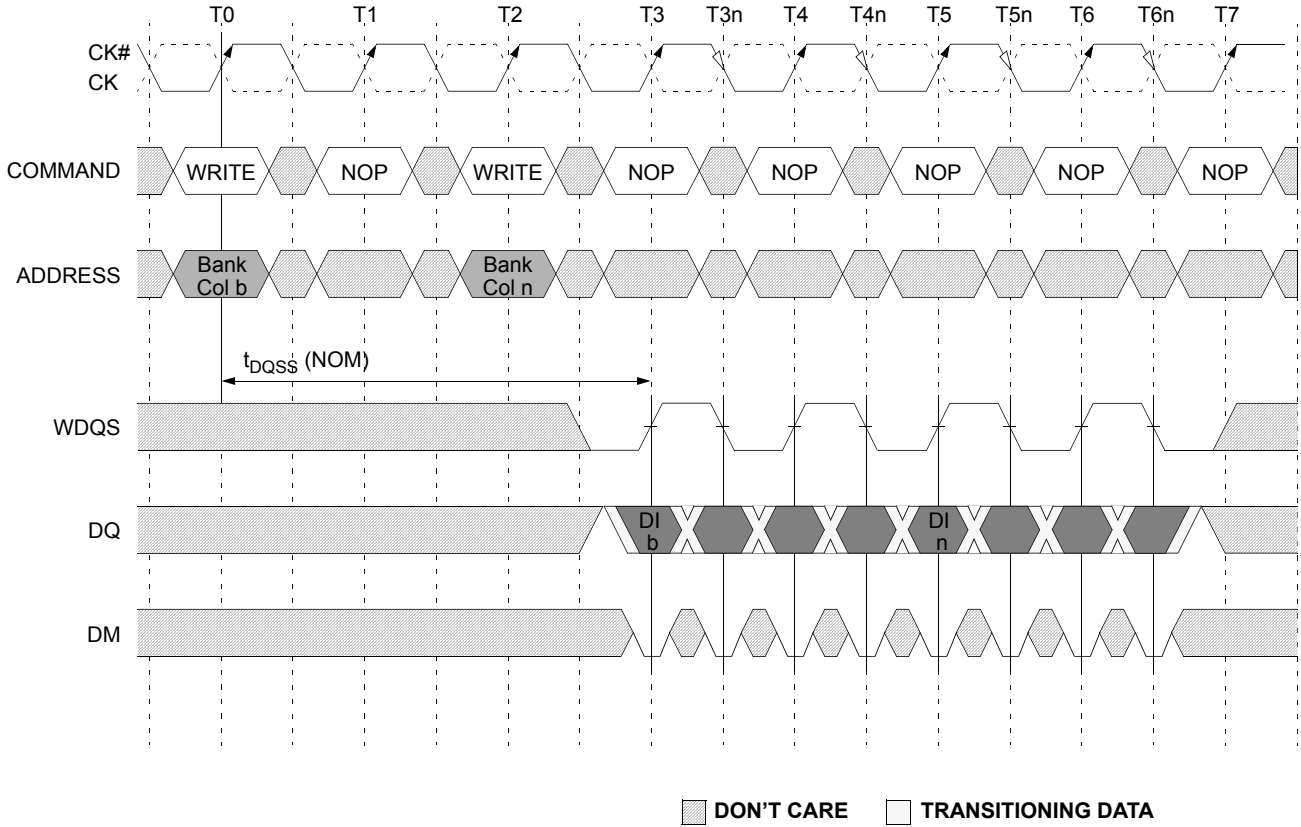 T0 T1 T2 T3 T3n T4 T4n T5 T5n T6 T6n T7
CK#
CK
COMMAND WRITE NOP WRITE NOP NOP NOP NOP NOP
ADDRESS Bank Col b Bank Col n
tDQSS (NOM)
WDQS
DQ DI b DI n
DM
DON'T CARE TRANSITIONING DATA